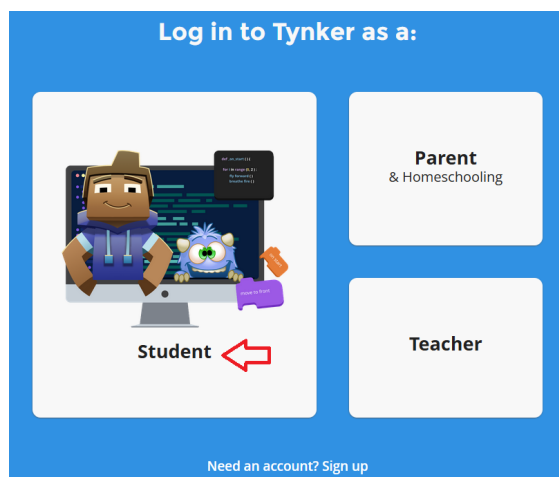 Log in to Tynker as a:
Student
Parent
& Homeschooling
Teacher
Need an account? Sign up